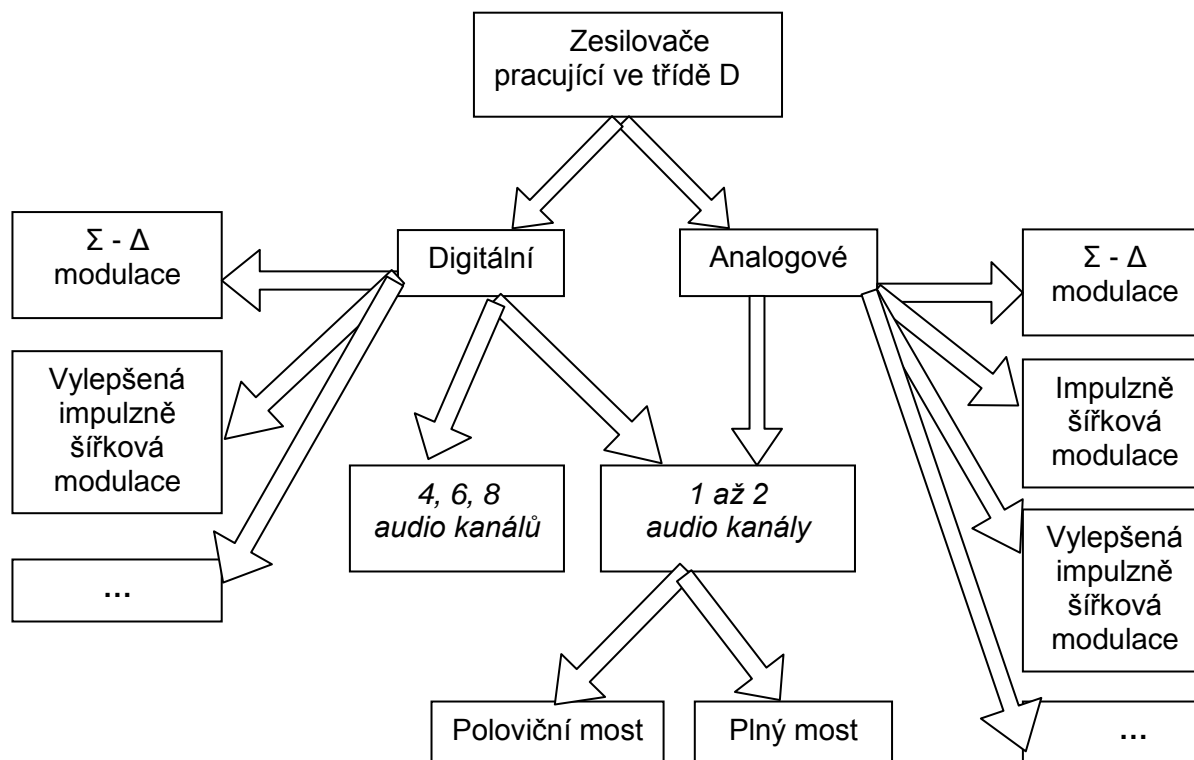 Zesilovače
pracující ve třídě D
Σ - Δ
modulace
Digitální
Analogové
Σ - Δ
modulace
Vylepšená
impulzně
šířková
modulace
Impulzně
šířková
modulace
4, 6, 8
audio kanálů
1 až 2
audio kanály
Vylepšená
impulzně
šířková
modulace
...
Poloviční most
Plný most
...